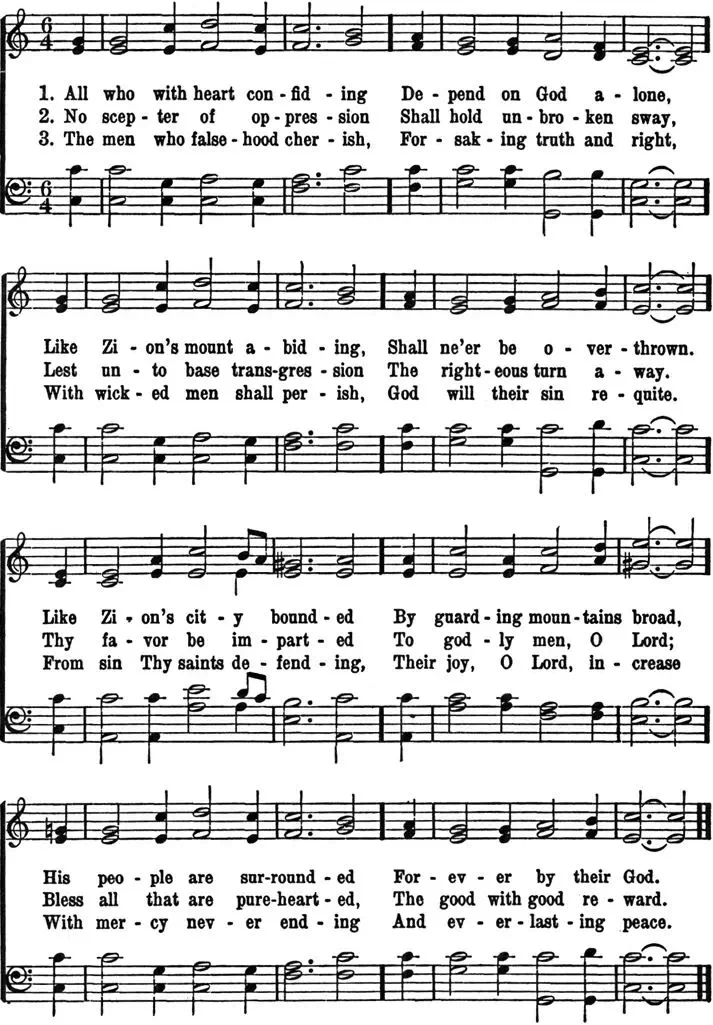 6
4
1. All who with heart con - fid - ing De - pend on God a - lone,
2. No scep - ter of op - pres - sion Shall hold un - bro - ken sway,
3. The men who false - hood cher - ish, For - sak - ing truth and right,
6
4
Like Zi - on's mount a - bid - ing, Shall ne'er be o - ver - thrown.
Lest un - to base trans - gres - sion The right - eous turn a - way.
With wick - ed men shall per - ish, God will their sin re - quite.
Like Zi - on's cit - y bound - ed By guard - ing moun - tains broad,
Thy fa - vor be im - part - ed To god - ly men, O Lord;
From sin Thy saints de - fend - ing, Their joy, O Lord, in - crease
His peo - ple are sur - round - ed For - ev - er by their God.
Bless all that are pure - heart - ed, The good with good re - ward.
With mer - cy nev - er end - ing And ev - er - last - ing peace.